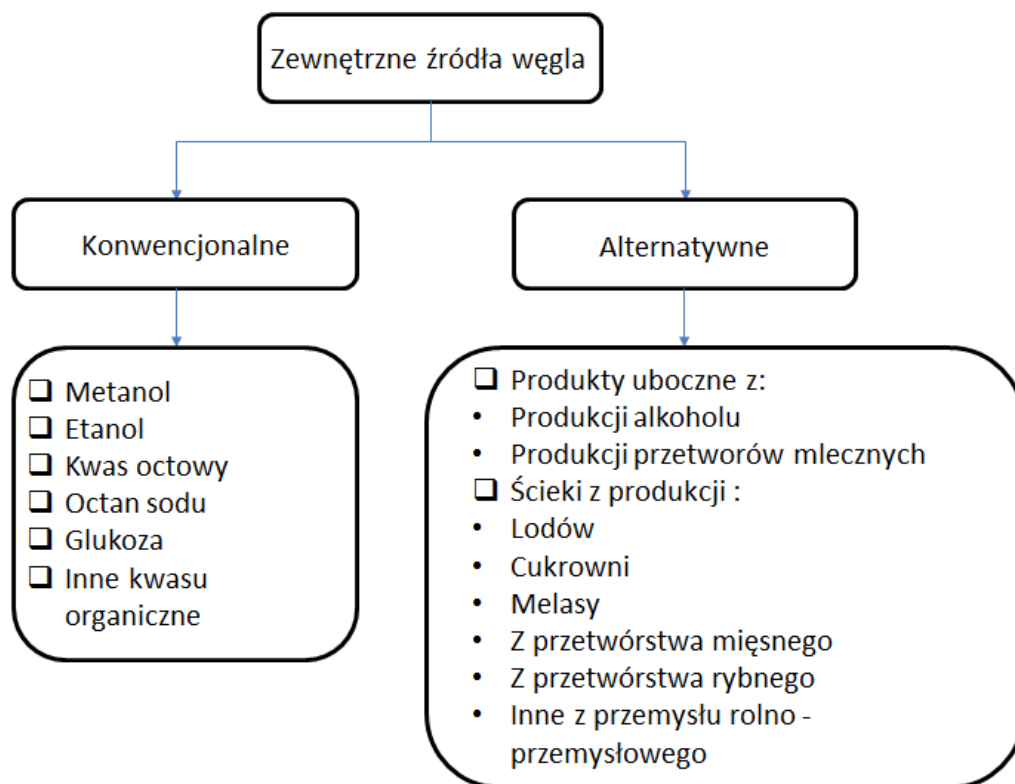 Zewnętrzne źródła węgla
Konwencjonalne
Alternatywne
❑ Metanol
❑ Etanol
❑ Kwas octowy
❑ Octan sodu
❑ Glukoza
❑ Inne kwasu
organiczne
❑ Produkty uboczne z:
• Produkcji alkoholu
• Produkcji przetworów mlecznych
❑ Ścieki z produkcji :
• Lodów
• Cukrowni
• Melasy
• Z przetwórstwa mięsnego
• Z przetwórstwa rybnego
• Inne z przemysłu rolno -
przemysłowego